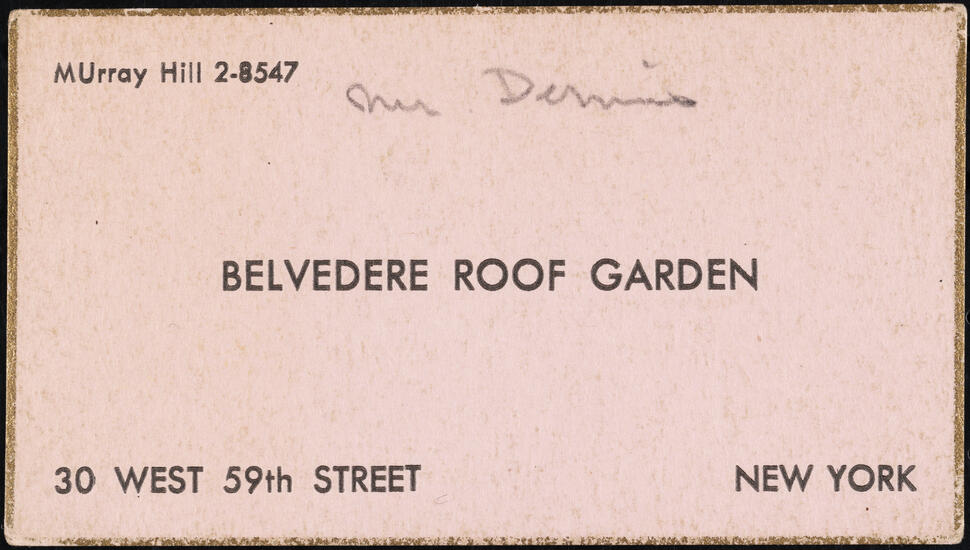 MUrray Hill 2-8547
Mr Dennis
BELVEDERE ROOF GARDEN
30 WEST 59th STREET
NEW YORK